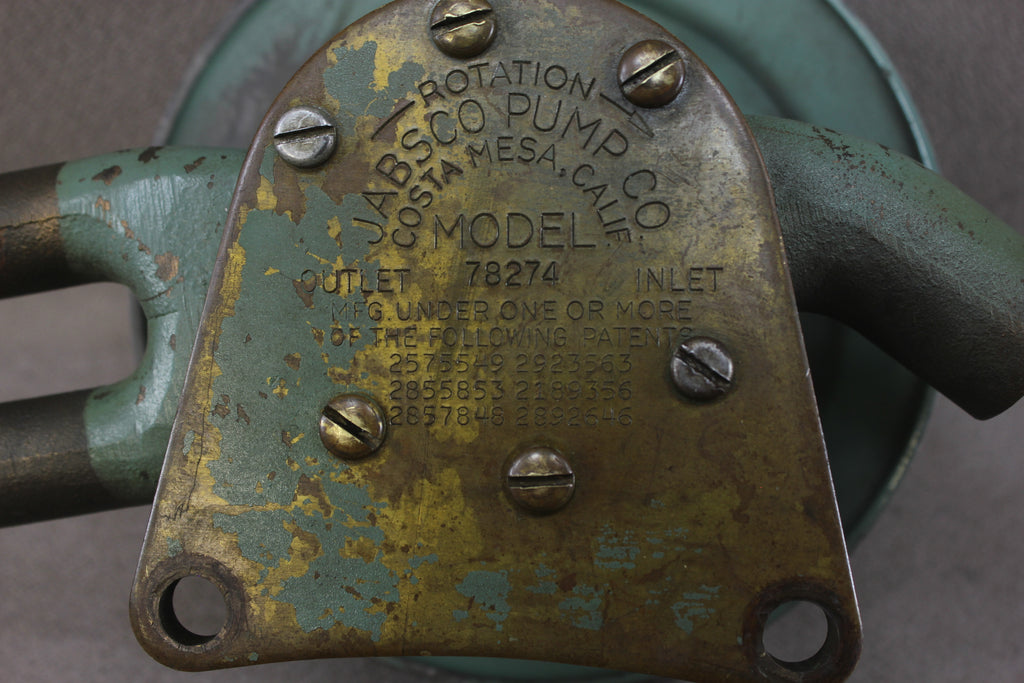 ROTATION
JABSCO PUMP CO.
COSTA MESA, CALIF.
MODEL
OUTLET 78274 INLET
MFG. UNDER ONE OR MORE
OF THE FOLLOWING PATENTS
2575549 2923563
2855853 2189356
2857848 2892646